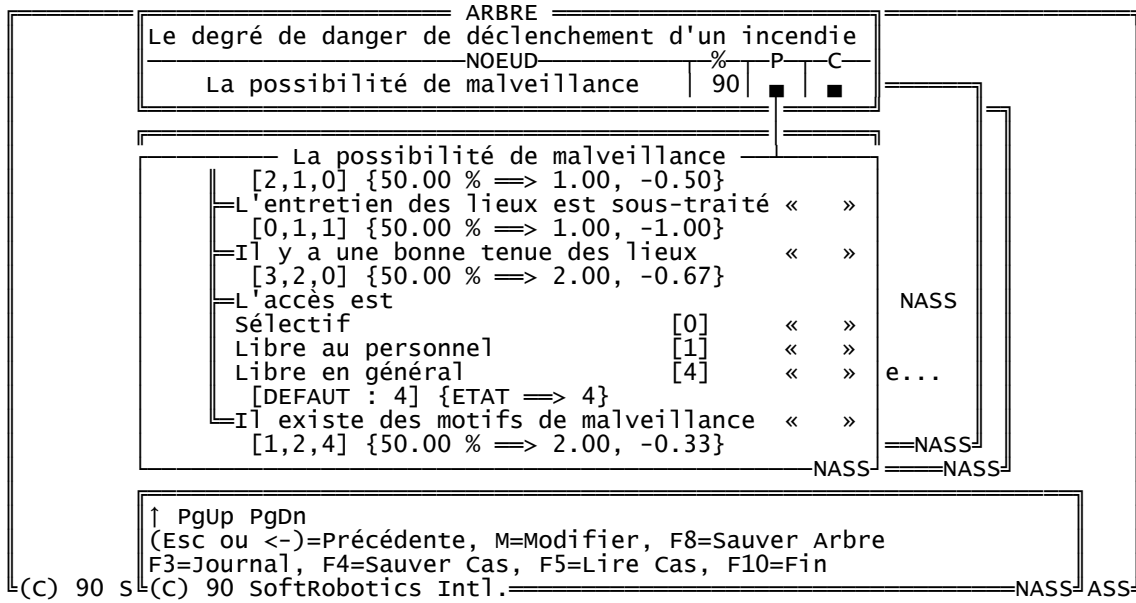 ARBRE
Le degré de danger de déclenchement d'un incendie
NOEUD % P C
La possibilité de malveillance 90
La possibilité de malveillance
[2,1,0] {50.00 % ==> 1.00, -0.50}
L'entretien des lieux est sous-traité « »
[0,1,1] {50.00 % ==> 1.00, -1.00}
Il y a une bonne tenue des lieux « »
[3,2,0] {50.00 % ==> 2.00, -0.67}
L'accès est NASS
Sélectif [0] « »
Libre au personnel [1] « »
Libre en général [4] « » e...
[DEFAUT : 4] {ETAT ==> 4}
Il existe des motifs de malveillance « »
[1,2,4] {50.00 % ==> 2.00, -0.33} NASS
NASS NASS
↑ PgUp PgDn
(Esc ou <-)=Précédente, M=Modifier, F8=Sauver Arbre
F3=Journal, F4=Sauver Cas, F5=Lire Cas, F10=Fin
(C) 90 S (C) 90 SoftRobotics Intl. NASS ASS